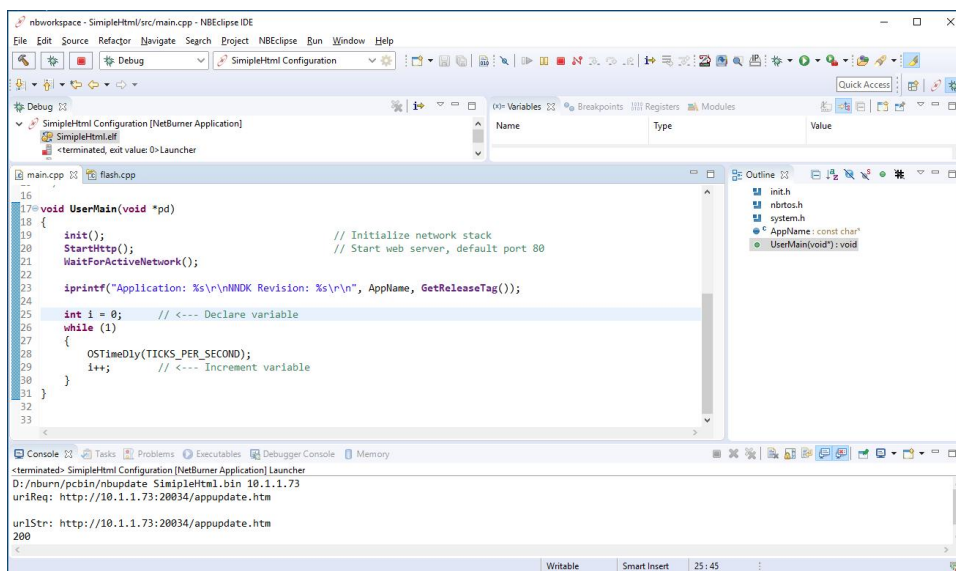 nbworkspace - SimipleHtml/src/main.cpp - NBEclipse IDE
File Edit Source Refactor Navigate Search Project NBEclipse Run Window Help
Debug SimipleHtml Configuration
Quick Access
Debug
(x)= Variables Breakpoints Registers Modules
SimipleHtml Configuration [NetBurner Application]
SimipleHtml.elf
<terminated, exit value: 0>Launcher
Name Type Value
main.cpp flash.cpp
Outline
init.h
nbrtos.h
system.h
AppName : const char*
UserMain(void*) : void
16
17 void UserMain(void *pd)
18 {
19 init(); // Initialize network stack
20 StartHttp(); // Start web server, default port 80
21 WaitForActiveNetwork();
22
23 iprintf("Application: %s\r\nNNDK Revision: %s\r\n", AppName, GetReleaseTag());
24
25 int i = 0; // <--- Declare variable
26 while (1)
27 {
28 OSTimeDly(TICKS_PER_SECOND);
29 i++; // <--- Increment variable
30 }
31 }
32
33
Console Tasks Problems Executables Debugger Console Memory
<terminated> SimipleHtml Configuration [NetBurner Application] Launcher
D:/nburn/pcbin/nbupdate SimipleHtml.bin 10.1.1.73
uriReq: http://10.1.1.73:20034/appupdate.htm
urlStr: http://10.1.1.73:20034/appupdate.htm
200
Writable Smart Insert 25 : 45